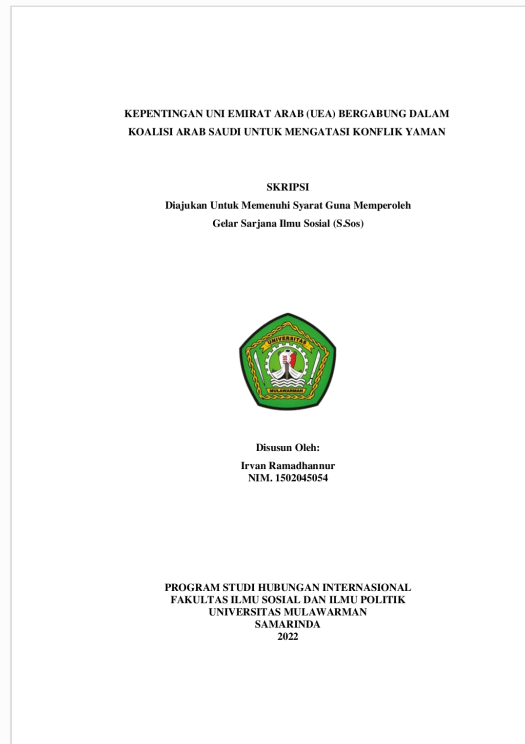 KEPENTINGAN UNI EMIRAT ARAB (UEA) BERGABUNG DALAM
KOALISI ARAB SAUDI UNTUK MENGATASI KONFLIK YAMAN
SKRIPSI
Diajukan Untuk Memenuhi Syarat Guna Memperoleh
Gelar Sarjana Ilmu Sosial (S.Sos)
UNIVERSITAS
MULAWARMAN
Disusun Oleh:
Irvan Ramadhannur
NIM. 1502045054
PROGRAM STUDI HUBUNGAN INTERNASIONAL
FAKULTAS ILMU SOSIAL DAN ILMU POLITIK
UNIVERSITAS MULAWARMAN
SAMARINDA
2022